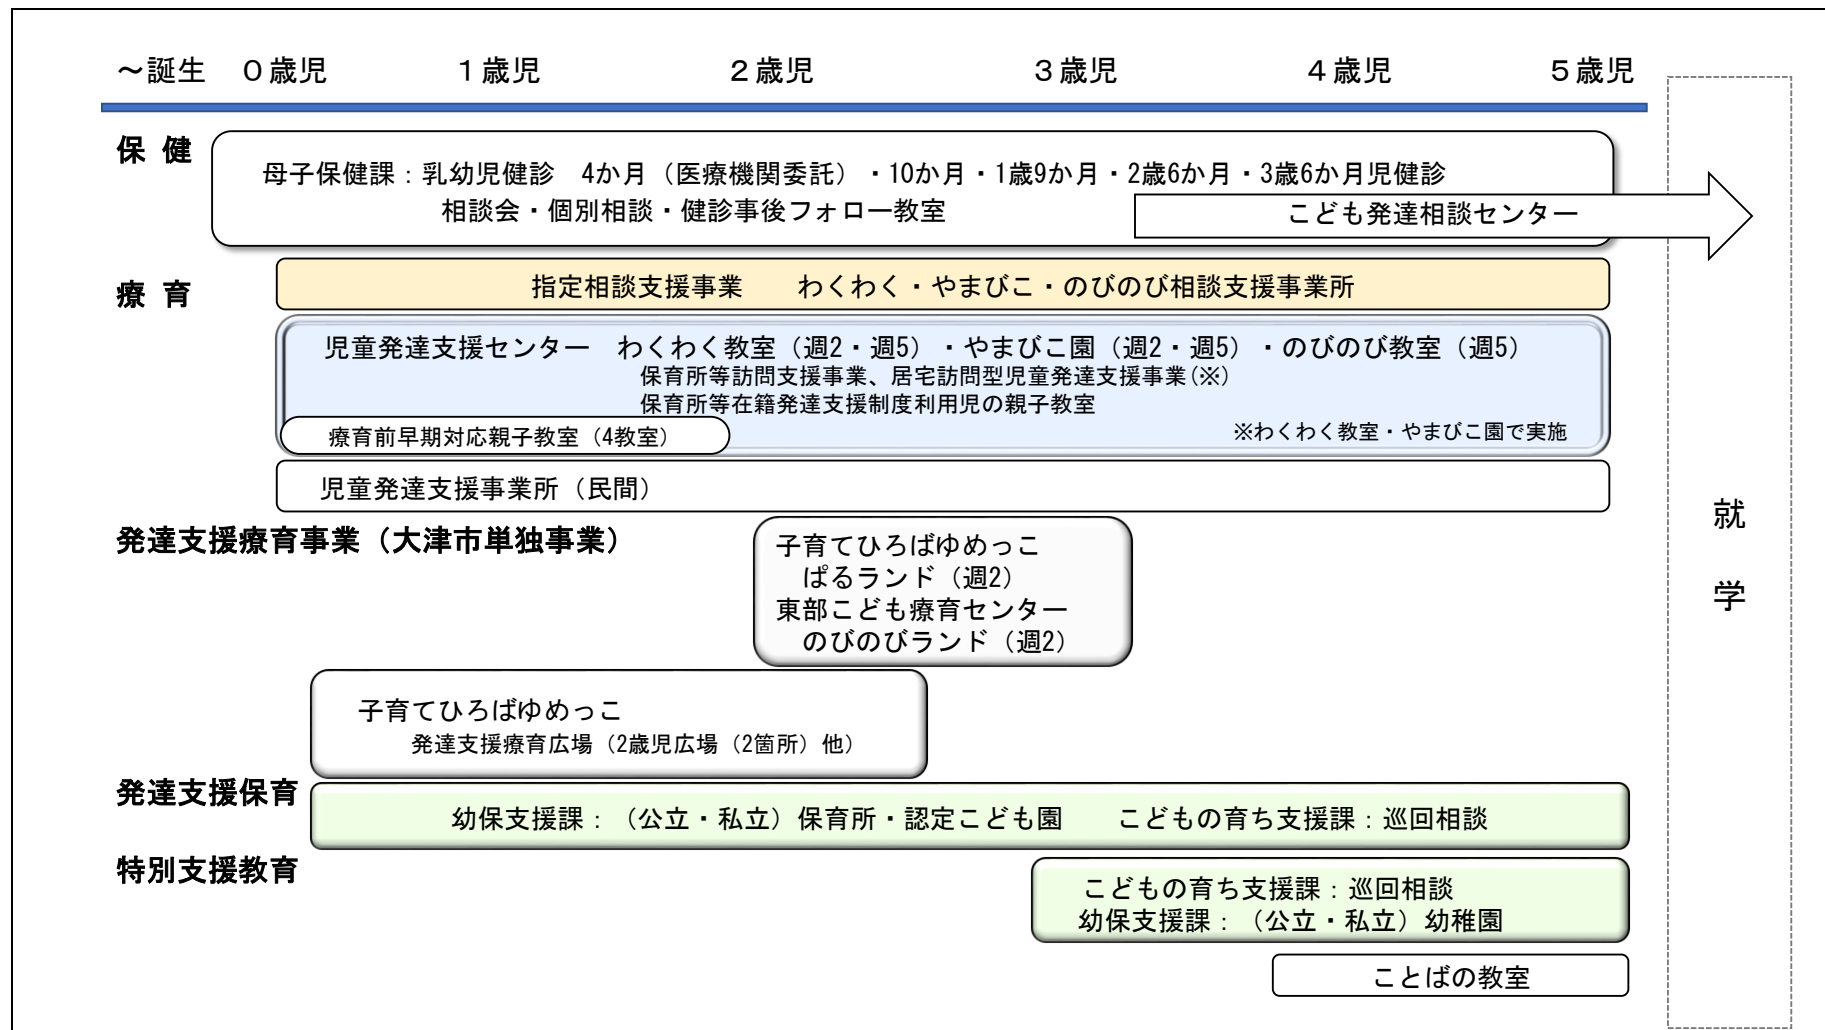 ～誕生　０歳児　１歳児　２歳児　３歳児　４歳児　５歳児
保 健
母子保健課：乳幼児健診　4か月（医療機関委託）・10か月・1歳9か月・2歳6か月・3歳6か月児健診
相談会・個別相談・健診事後フォロー教室
こども発達相談センター
療 育
指定相談支援事業　　わくわく・やまびこ・のびのび相談支援事業所
児童発達支援センター　わくわく教室（週2・週5）・やまびこ園（週2・週5）・のびのび教室（週5）
保育所等訪問支援事業、居宅訪問型児童発達支援事業(※)
保育所等在籍発達支援制度利用児の親子教室
療育前早期対応親子教室（4教室）
※わくわく教室・やまびこ園で実施
児童発達支援事業所（民間）
発達支援療育事業（大津市単独事業）
子育てひろばゆめっこ
ぱるランド（週2）
東部こども療育センター
のびのびランド（週2）
子育てひろばゆめっこ
発達支援療育広場（2歳児広場（2箇所）他）
発達支援保育
幼保支援課：（公立・私立）保育所・認定こども園　　こどもの育ち支援課：巡回相談
特別支援教育
こどもの育ち支援課：巡回相談
幼保支援課：（公立・私立）幼稚園
ことばの教室
就
学